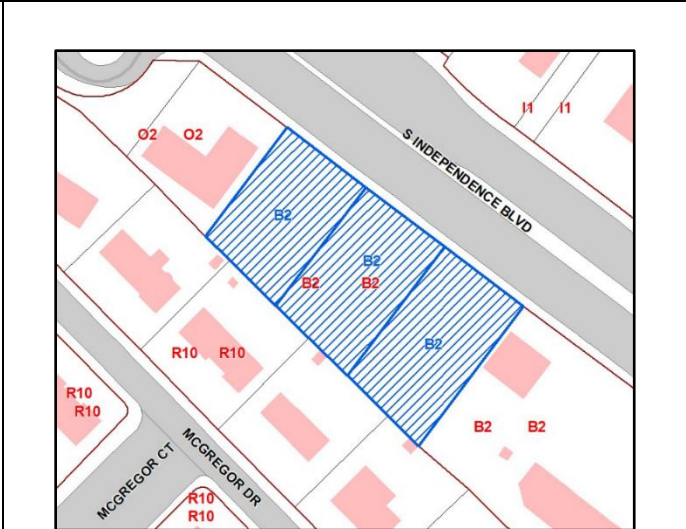 I1 I1
O2 O2
S INDEPENDENCE BLVD
B2
B2
B2 B2
B2
R10 R10
R10
R10
B2 B2
MCGREGOR CT
MCGREGOR DR
R10
R10